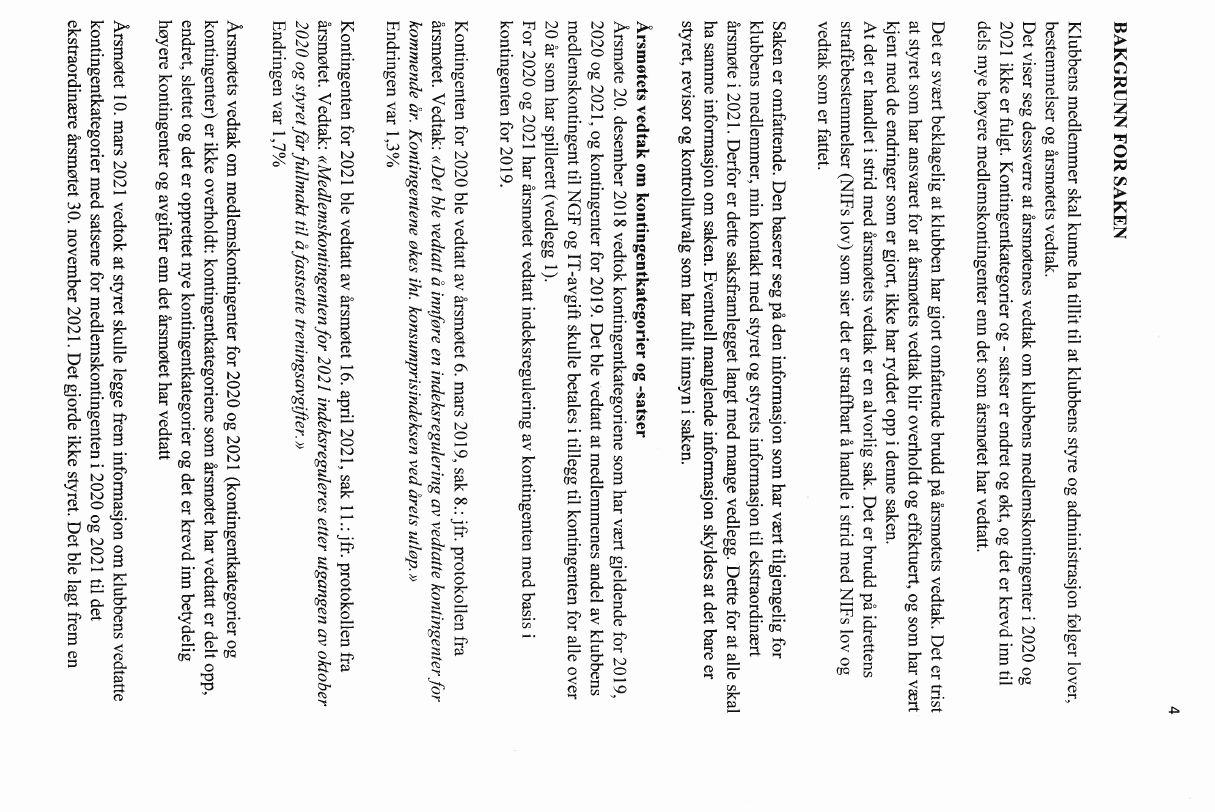 4
BAKGRUNN FOR SAKEN
Klubbens medlemmer skal kunne ha tillit til at klubbens styre og administrasjon følger lover,
bestemmelser og årsmøtets vedtak.
Det viser seg dessverre at årsmøtenes vedtak om klubbens medlemskontingenter i 2020 og
2021 ikke er fulgt. Kontingentkategorier og - satser er endret og økt, og det er krevd inn til
dels mye høyere medlemskontingenter enn det som årsmøtet har vedtatt.
Det er svært beklagelig at klubben har gjort omfattende brudd på årsmøtets vedtak. Det er trist
at styret som har ansvaret for at årsmøtets vedtak blir overholdt og effektuert, og som har vært
kjent med de endringer som er gjort, ikke har ryddet opp i denne saken.
At det er handlet i strid med årsmøtets vedtak er en alvorlig sak. Det er brudd på idrettens
straffebestemmelser (NIFs lov) som sier det er straffbart å handle i strid med NIFs lov og
vedtak som er fattet.
Saken er omfattende. Den baserer seg på den informasjon som har vært tilgjengelig for
klubbens medlemmer, min kontakt med styret og styrets informasjon til ekstraordinært
årsmøte i 2021. Derfor er dette saksframlegget langt med mange vedlegg. Dette for at alle skal
ha samme informasjon om saken. Eventuell manglende informasjon skyldes at det bare er
styret, revisor og kontrollutvalg som har fullt innsyn i saken.
Årsmøtets vedtak om kontingentkategorier og -satser
Årsmøte 20. desember 2018 vedtok kontingentkategoriene som har vært gjeldende for 2019,
2020 og 2021, og kontingenter for 2019. Det ble vedtatt at medlemmenes andel av klubbens
medlemskontingent til NGF og IT-avgift skulle betales i tillegg til kontingenten for alle over
20 år som har spillerett (vedlegg 1).
For 2020 og 2021 har årsmøtet vedtatt indeksregulering av kontingenten med basis i
kontingenten for 2019.
Kontingenten for 2020 ble vedtatt av årsmøtet 6. mars 2019, sak 8.: jfr. protokollen fra
årsmøtet. Vedtak: «Det ble vedtatt å innføre en indeksregulering av vedtatte kontingenter for
kommende år. Kontingentene økes iht. konsumprisindeksen ved årets utløp.»
Endringen var 1,3%
Kontingenten for 2021 ble vedtatt av årsmøtet 16. april 2021, sak 11.: jfr. protokollen fra
årsmøtet. Vedtak: «Medlemskontingenten for 2021 indeksreguleres etter utgangen av oktober
2020 og styret får fullmakt til å fastsette treningsavgifter.»
Endringen var 1,7%
Årsmøtets vedtak om medlemskontingenter for 2020 og 2021 (kontingentkategorier og
kontingenter) er ikke overholdt: kontingentkategoriene som årsmøtet har vedtatt er delt opp,
endret, slettet og det er opprettet nye kontingentkategorier og det er krevd inn betydelig
høyere kontingenter og avgifter enn det årsmøtet har vedtatt
Årsmøtet 10. mars 2021 vedtok at styret skulle legge frem informasjon om klubbens vedtatte
kontingentkategorier med satsene for medlemskontingenten i 2020 og 2021 til det
ekstraordinære årsmøtet 30. november 2021. Det gjorde ikke styret. Det ble lagt frem en